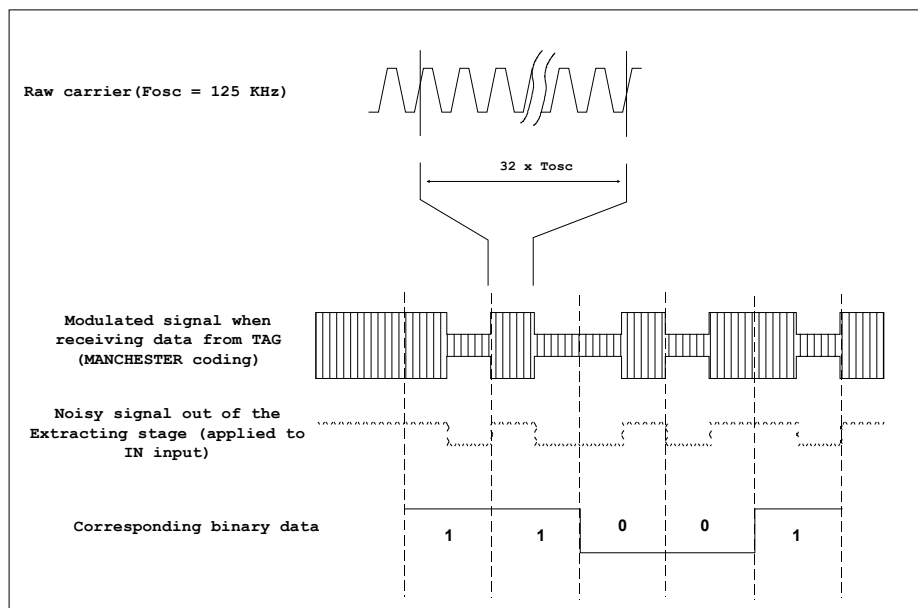 Raw carrier(Fosc = 125 KHz)
32 x Tosc
Modulated signal when
receiving data from TAG
(MANCHESTER coding)
Noisy signal out of the
Extracting stage (applied to
IN input)
Corresponding binary data
1 1 0 0 1